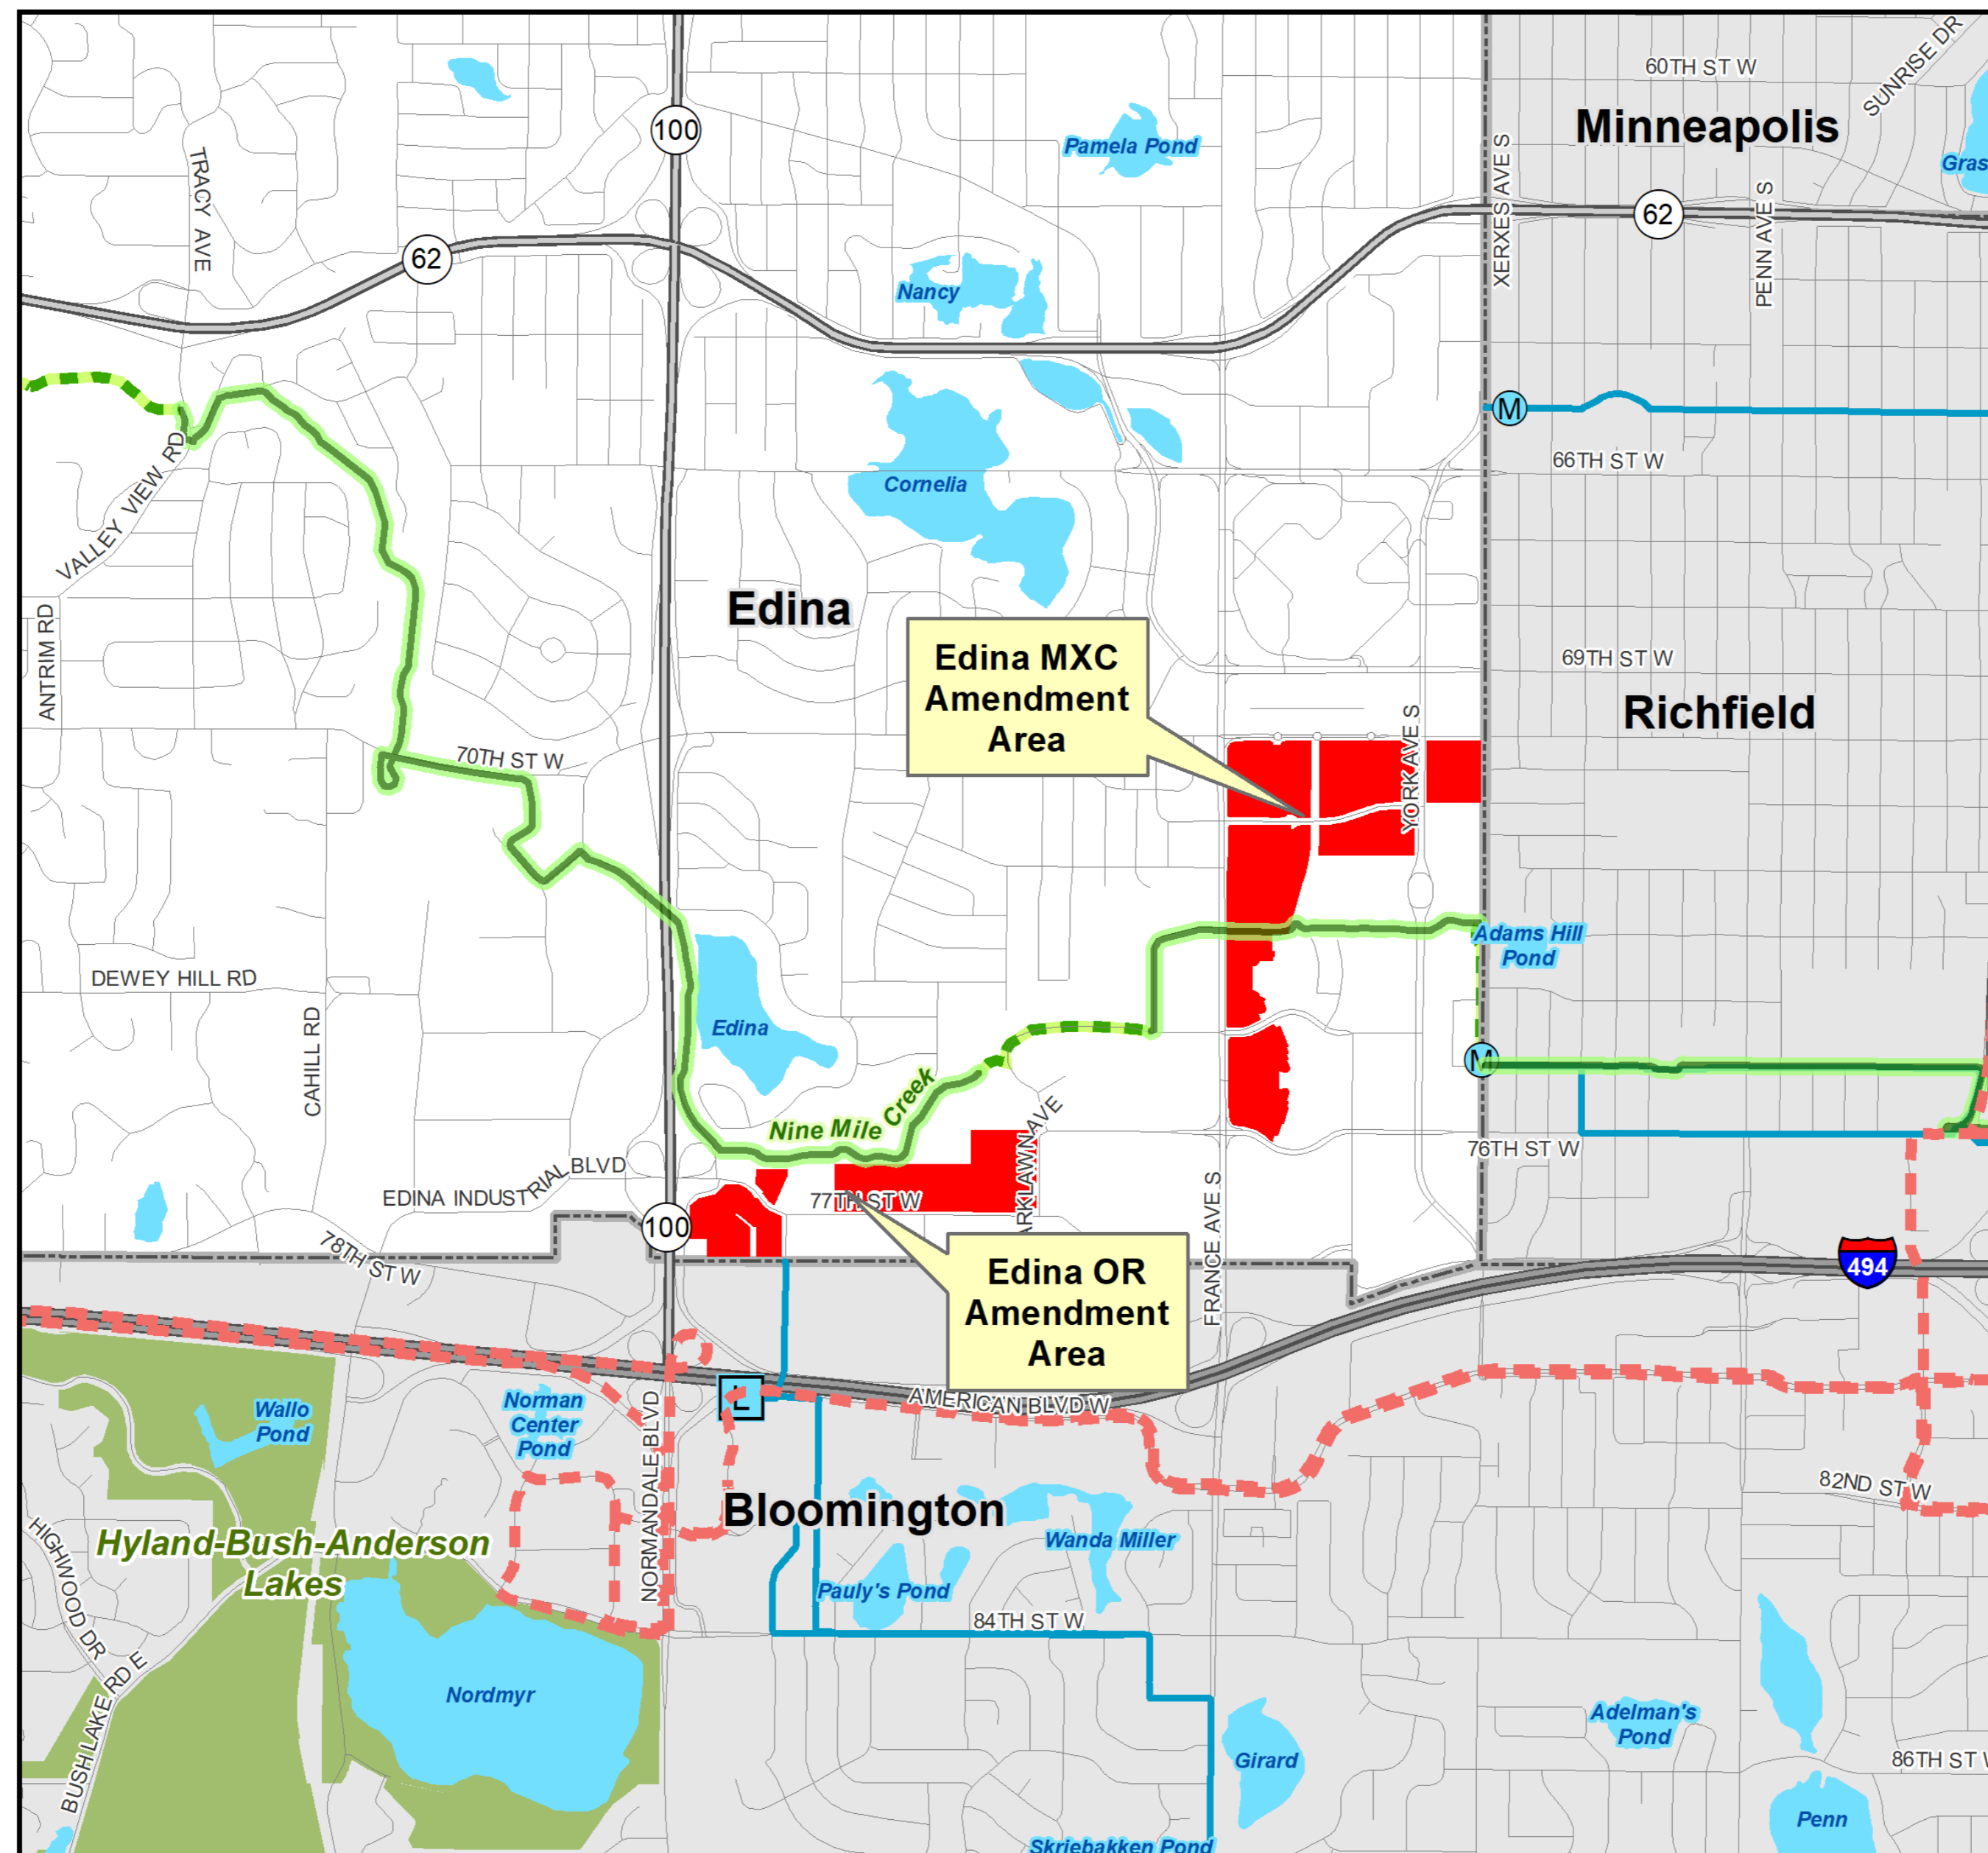 60TH ST W
SUNRISE DR
Minneapolis
100
Pamela Pond
TRACY AVE
XERXES AVE S
PENN AVE S
62
62
Nancy
M
66TH ST W
VALLEY VIEW RD
Cornelia
Edina
ANTRIM RD
Edina MXC
Amendment
Area
69TH ST W
Richfield
70TH ST W
YORK AVE S
Adams Hill
Pond
DEWEY HILL RD
CAHILL RD
Edina
M
Nine Mile Creek
76TH ST W
EDINA INDUSTRIAL BLVD
77TH ST W
FRANCE AVE S
100
78TH ST W
494
Edina OR
Amendment
Area
L
AMERICAN BLVD W
NORMANDALE BLVD
Wallo
Pond
Norman
Center
Pond
82ND ST W
Bloomington
Hyland-Bush-Anderson
Lakes
HIGHWOOD DR
Wanda Miller
Pauly's Pond
84TH ST W
BUSH LAKE RD E
Nordmyr
Adelman's
Pond
Girard
86TH ST
Penn
Skriebakken Pond